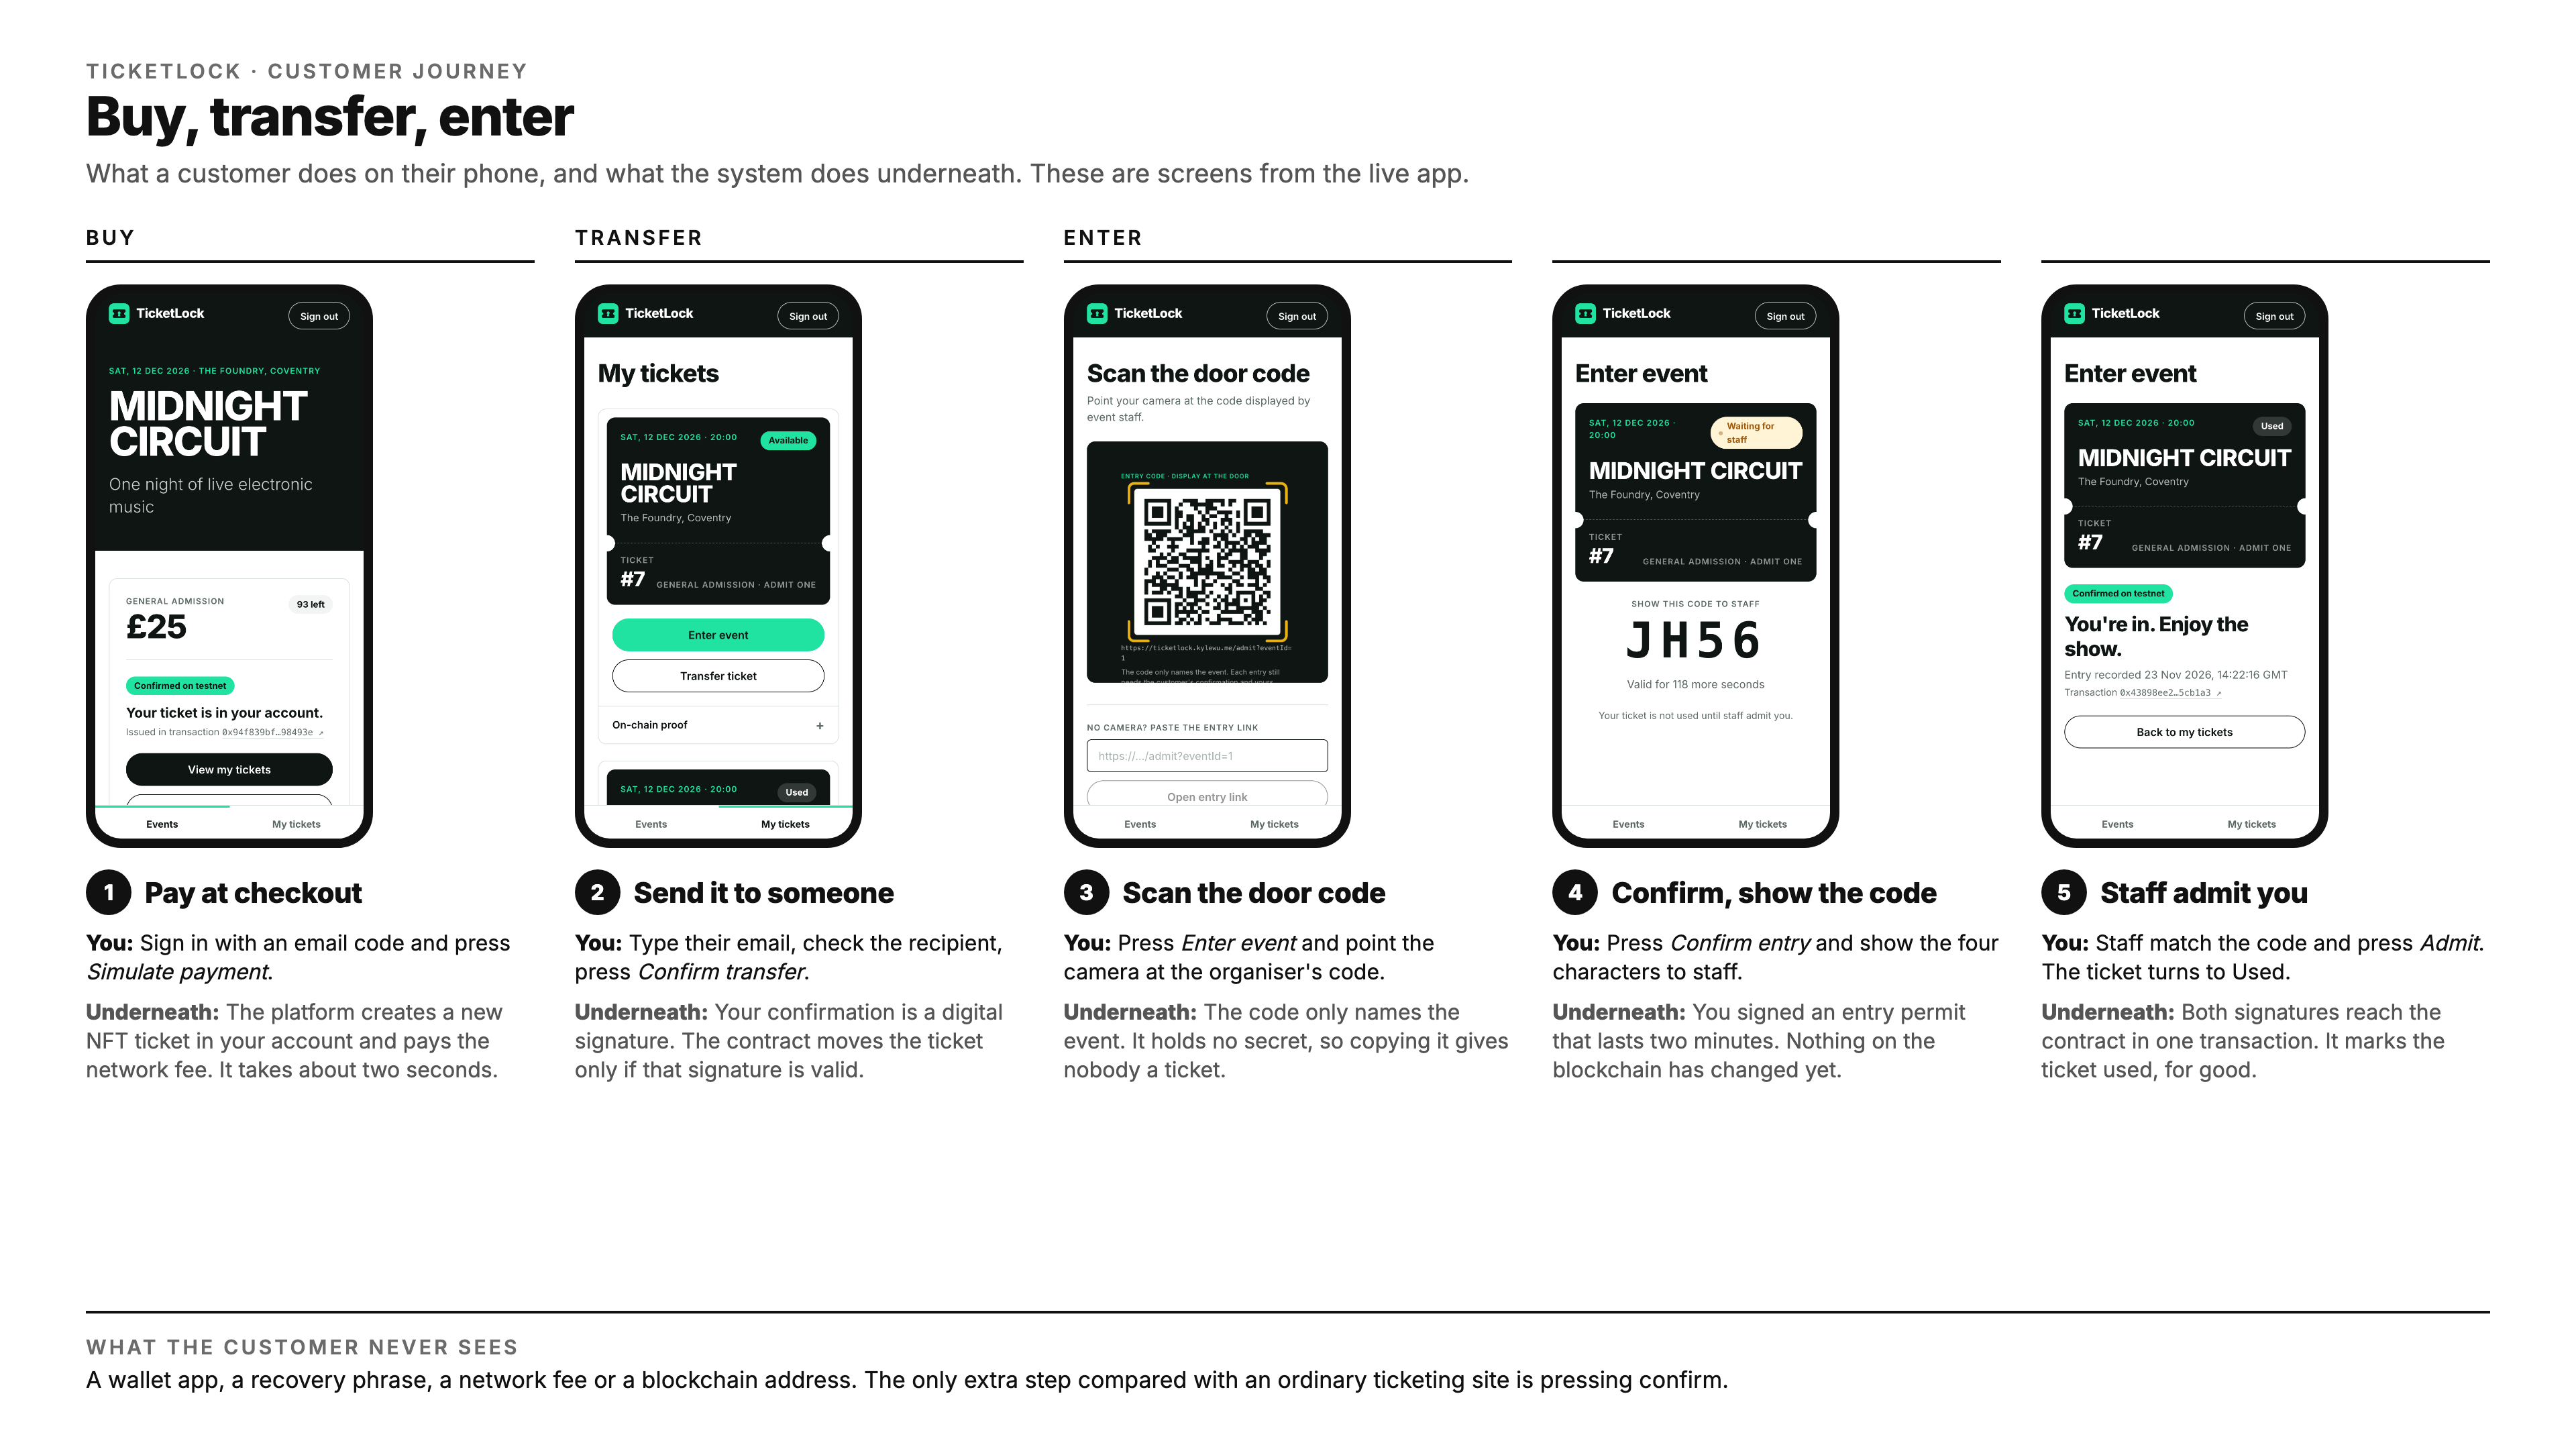 TICKETLOCK · CUSTOMER JOURNEY
Buy, transfer, enter
What a customer does on their phone, and what the system does underneath. These are screens from the live app.
BUY
TicketLock
Sign out
SAT, 12 DEC 2026 · THE FOUNDRY, COVENTRY
MIDNIGHT
CIRCUIT
One night of live electronic
music
GENERAL ADMISSION
93 left
£25
Confirmed on testnet
Your ticket is in your account.
Issued in transaction 0x94f839bf…98493e ↗
View my tickets
Events
My tickets
1 Pay at checkout
You: Sign in with an email code and press
Simulate payment.
Underneath: The platform creates a new
NFT ticket in your account and pays the
network fee. It takes about two seconds.
TRANSFER
TicketLock
Sign out
My tickets
SAT, 12 DEC 2026 · 20:00
Available
MIDNIGHT
CIRCUIT
The Foundry, Coventry
TICKET
#7
GENERAL ADMISSION · ADMIT ONE
Enter event
Transfer ticket
On-chain proof +
SAT, 12 DEC 2026 · 20:00
Used
Events
My tickets
2 Send it to someone
You: Type their email, check the recipient,
press Confirm transfer.
Underneath: Your confirmation is a digital
signature. The contract moves the ticket
only if that signature is valid.
ENTER
TicketLock
Sign out
Scan the door code
Point your camera at the code displayed by
event staff.
ENTRY CODE · DISPLAY AT THE DOOR
https://ticketlock.kylewu.me/admit?eventId=
1
The code only names the event. Each entry still
needs the customer's confirmation and yours.
NO CAMERA? PASTE THE ENTRY LINK
https://.../admit?eventId=1
Open entry link
Events
My tickets
3 Scan the door code
You: Press Enter event and point the
camera at the organiser's code.
Underneath: The code only names the
event. It holds no secret, so copying it gives
nobody a ticket.
TicketLock
Sign out
Enter event
SAT, 12 DEC 2026 ·
20:00
Waiting for
staff
MIDNIGHT CIRCUIT
The Foundry, Coventry
TICKET
#7
GENERAL ADMISSION · ADMIT ONE
SHOW THIS CODE TO STAFF
JH56
Valid for 118 more seconds
Your ticket is not used until staff admit you.
Events
My tickets
4 Confirm, show the code
You: Press Confirm entry and show the four
characters to staff.
Underneath: You signed an entry permit
that lasts two minutes. Nothing on the
blockchain has changed yet.
TicketLock
Sign out
Enter event
SAT, 12 DEC 2026 · 20:00
Used
MIDNIGHT CIRCUIT
The Foundry, Coventry
TICKET
#7
GENERAL ADMISSION · ADMIT ONE
Confirmed on testnet
You're in. Enjoy the
show.
Entry recorded 23 Nov 2026, 14:22:16 GMT
Transaction 0x43898ee2…5cb1a3 ↗
Back to my tickets
Events
My tickets
5 Staff admit you
You: Staff match the code and press Admit.
The ticket turns to Used.
Underneath: Both signatures reach the
contract in one transaction. It marks the
ticket used, for good.
WHAT THE CUSTOMER NEVER SEES
A wallet app, a recovery phrase, a network fee or a blockchain address. The only extra step compared with an ordinary ticketing site is pressing confirm.